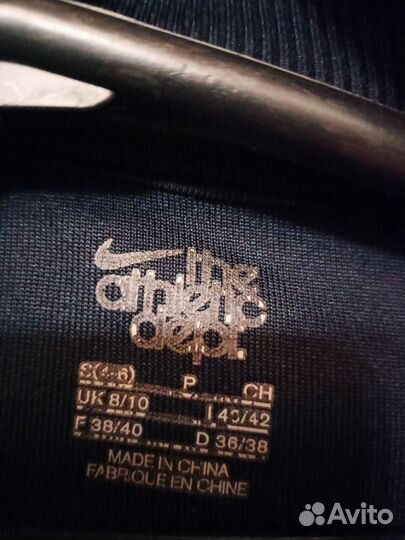 the
athletic
dept.
S(4-6) P CH
UK 8/10 I 40/42
F 38/40 D 36/38
MADE IN CHINA
FABRIQUE EN CHINE
Avito